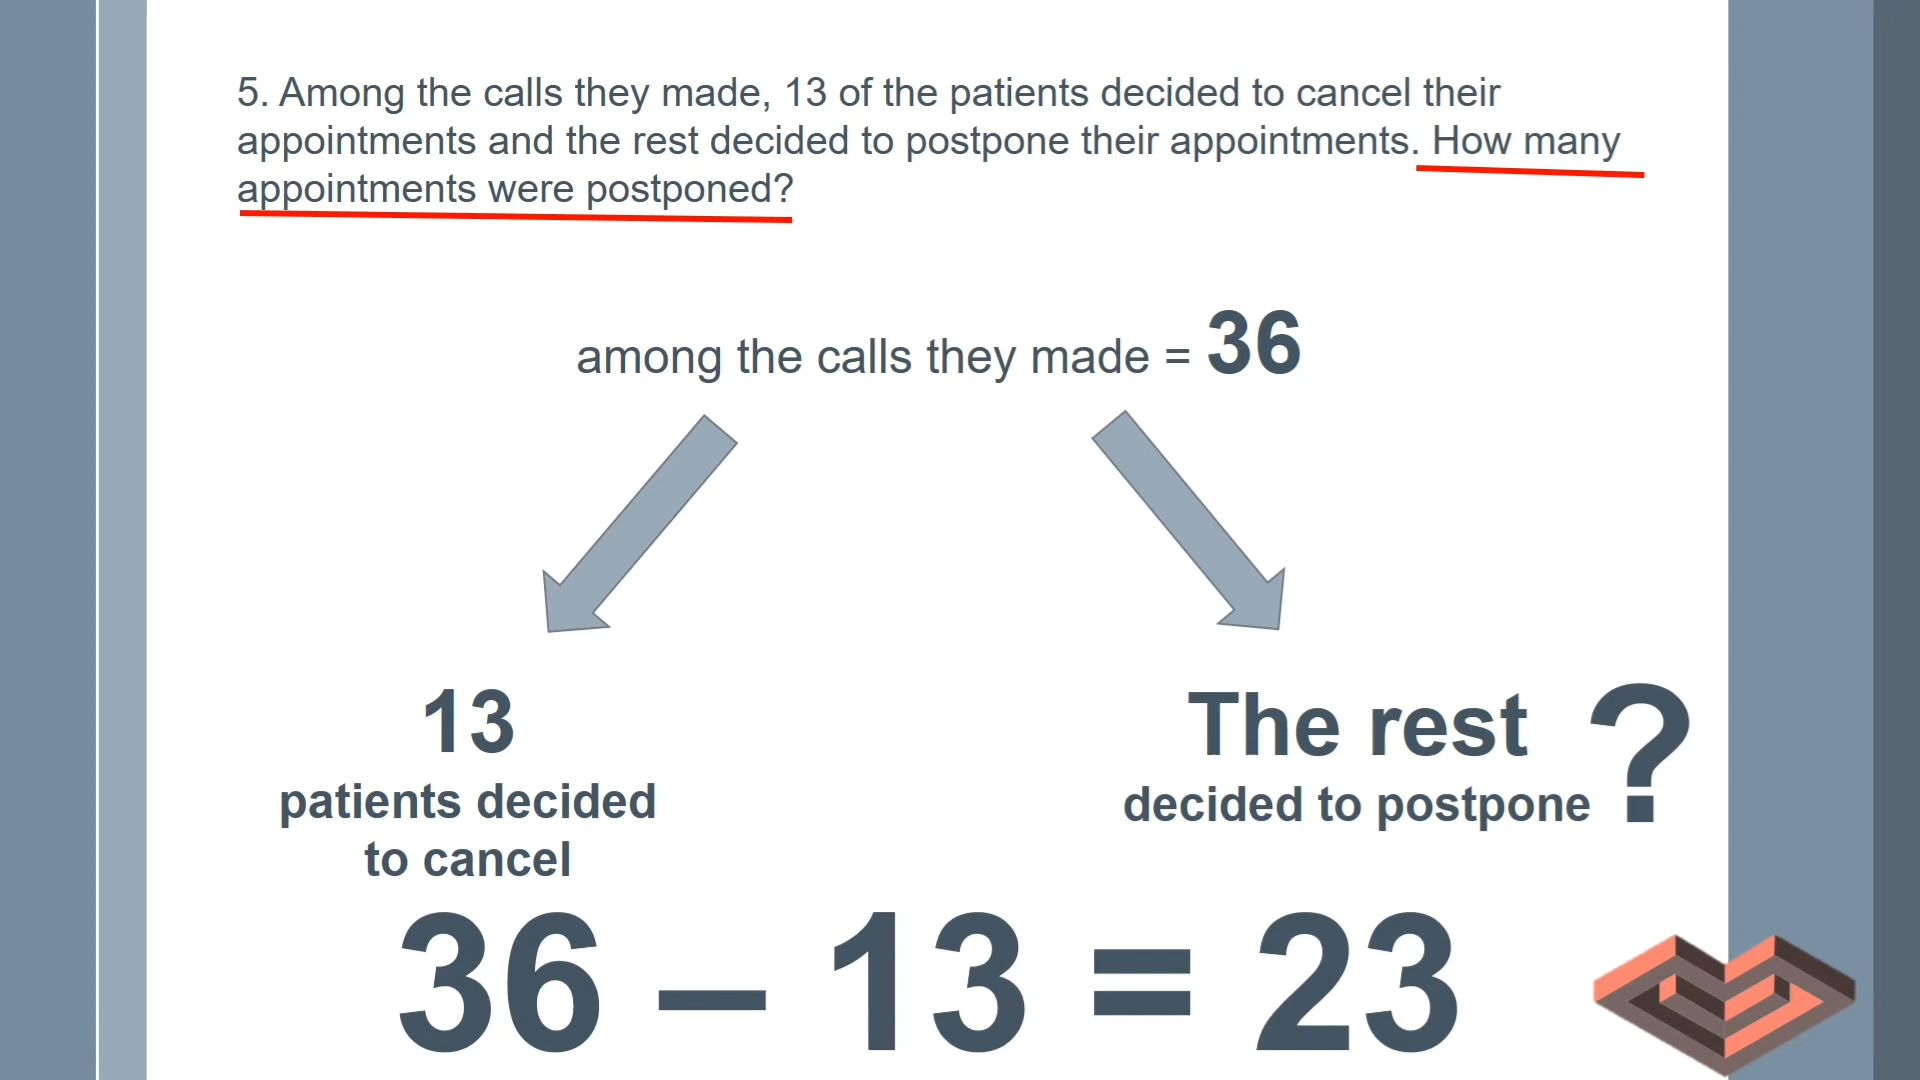 5. Among the calls they made, 13 of the patients decided to cancel their
appointments and the rest decided to postpone their appointments. How many
appointments were postponed?
among the calls they made = 36
13
patients decided
to cancel
The rest
decided to postpone ?
36 – 13 = 23